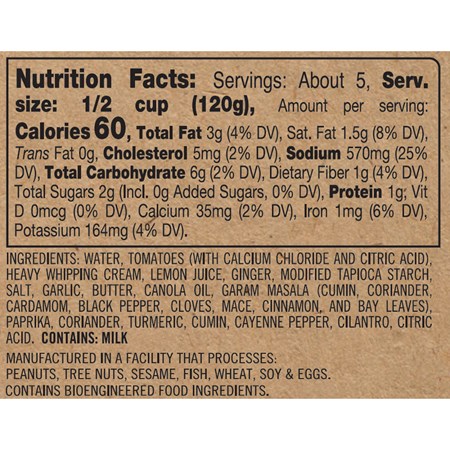 Nutrition Facts: Servings: About 5, Serv.
size: 1/2 cup (120g), Amount per serving:
Calories 60, Total Fat 3g (4% DV), Sat. Fat 1.5g (8% DV),
Trans Fat 0g, Cholesterol 5mg (2% DV), Sodium 570mg (25%
DV), Total Carbohydrate 6g (2% DV), Dietary Fiber 1g (4% DV),
Total Sugars 2g (Incl. 0g Added Sugars, 0% DV), Protein 1g; Vit
D 0mcg (0% DV), Calcium 35mg (2% DV), Iron 1mg (6% DV),
Potassium 164mg (4% DV).
INGREDIENTS: WATER, TOMATOES (WITH CALCIUM CHLORIDE AND CITRIC ACID),
HEAVY WHIPPING CREAM, LEMON JUICE, GINGER, MODIFIED TAPIOCA STARCH,
SALT, GARLIC, BUTTER, CANOLA OIL, GARAM MASALA (CUMIN, CORIANDER,
CARDAMOM, BLACK PEPPER, CLOVES, MACE, CINNAMON, AND BAY LEAVES),
PAPRIKA, CORIANDER, TURMERIC, CUMIN, CAYENNE PEPPER, CILANTRO, CITRIC
ACID. CONTAINS: MILK
MANUFACTURED IN A FACILITY THAT PROCESSES:
PEANUTS, TREE NUTS, SESAME, FISH, WHEAT, SOY & EGGS.
CONTAINS BIOENGINEERED FOOD INGREDIENTS.